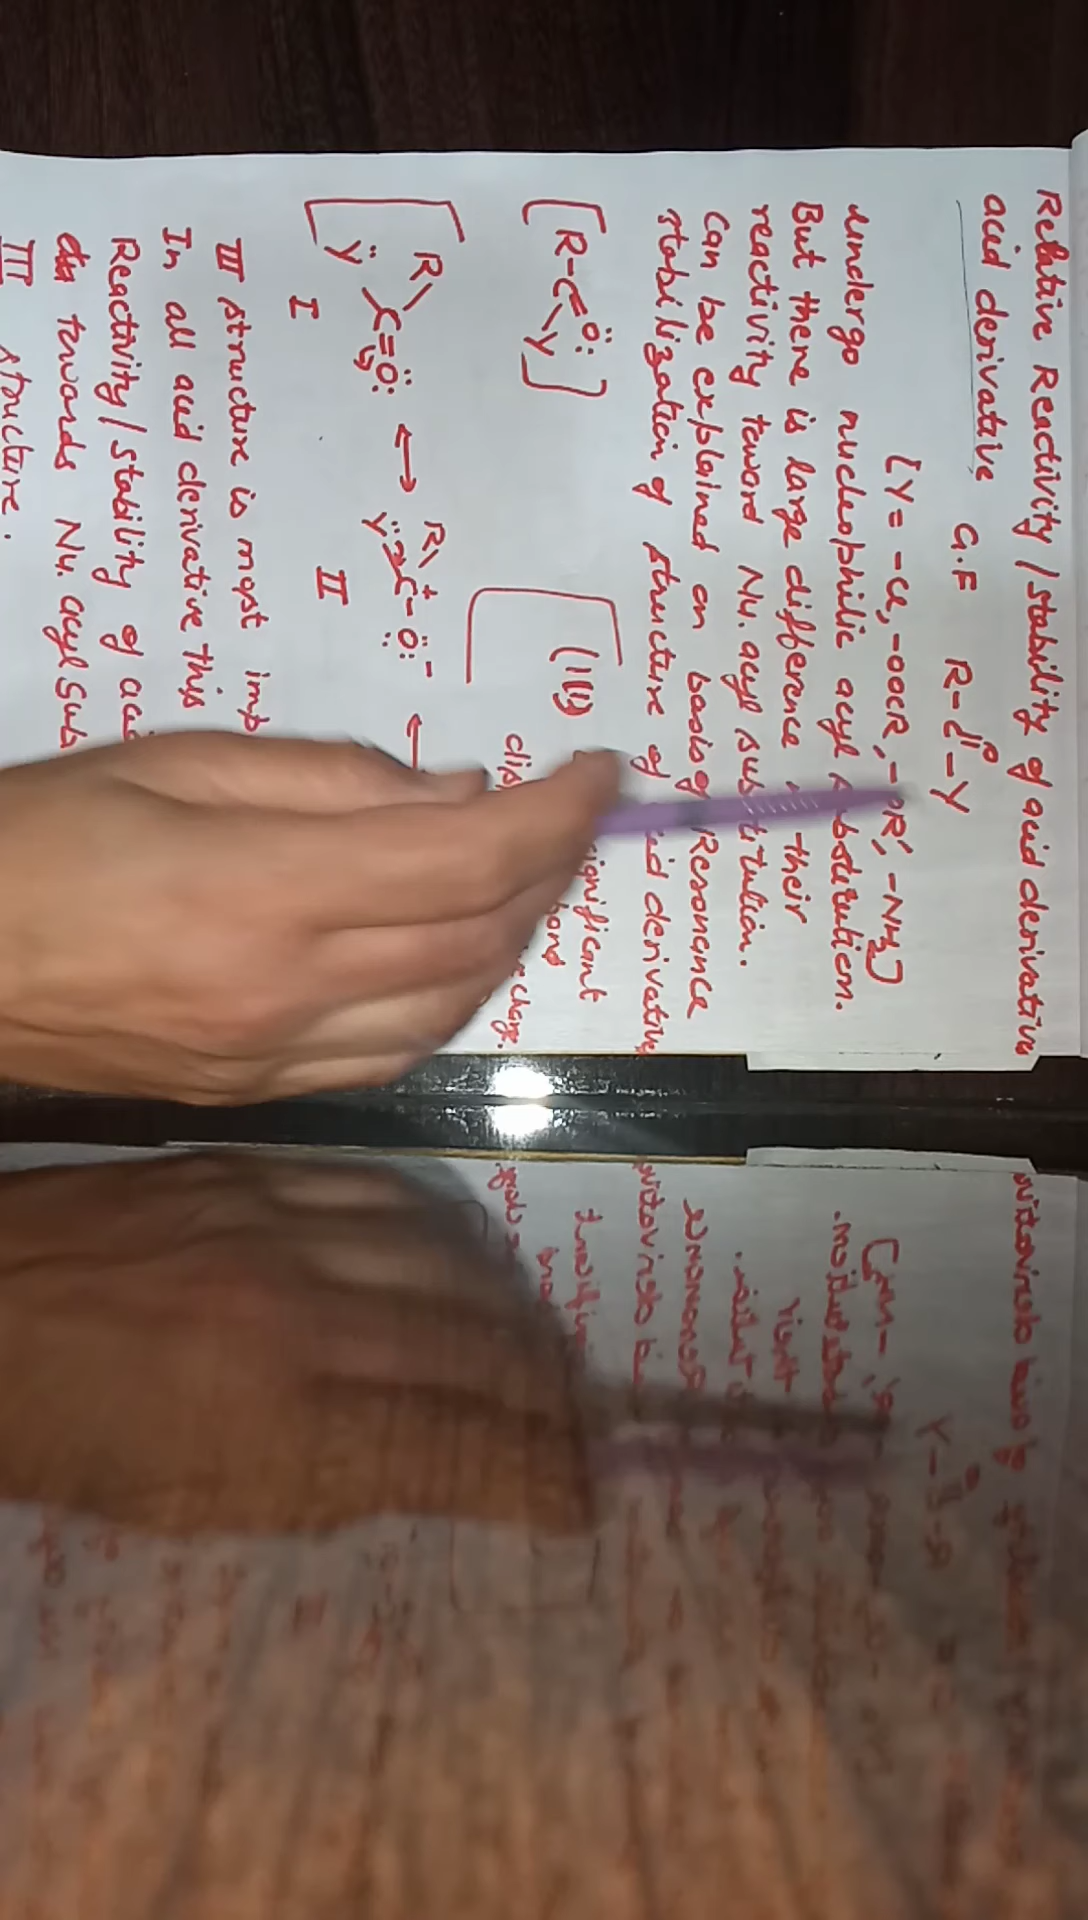 Relative Reactivity / stability of acid derivative
acid derivative G.F R-C-Y
O
[Y= -Cl, -OOCR, -OR', -NH2]
undergo nucleophilic acyl substitution.
But there is large difference their
reactivity toward Nu. acyl substitution.
Can be explained on basis of Resonance
stabilization of structure of acid derivative
[R-C Ö: Y]
(III) significant
bond
charge.
R Ÿ C=Ö: ⟷ R Ÿ C⁺-Ö:⁻ ⟵
I II
III structure is most imp
In all acid derivative this
Reactivity / stability of
towards Nu. acyl Sub
III structure.